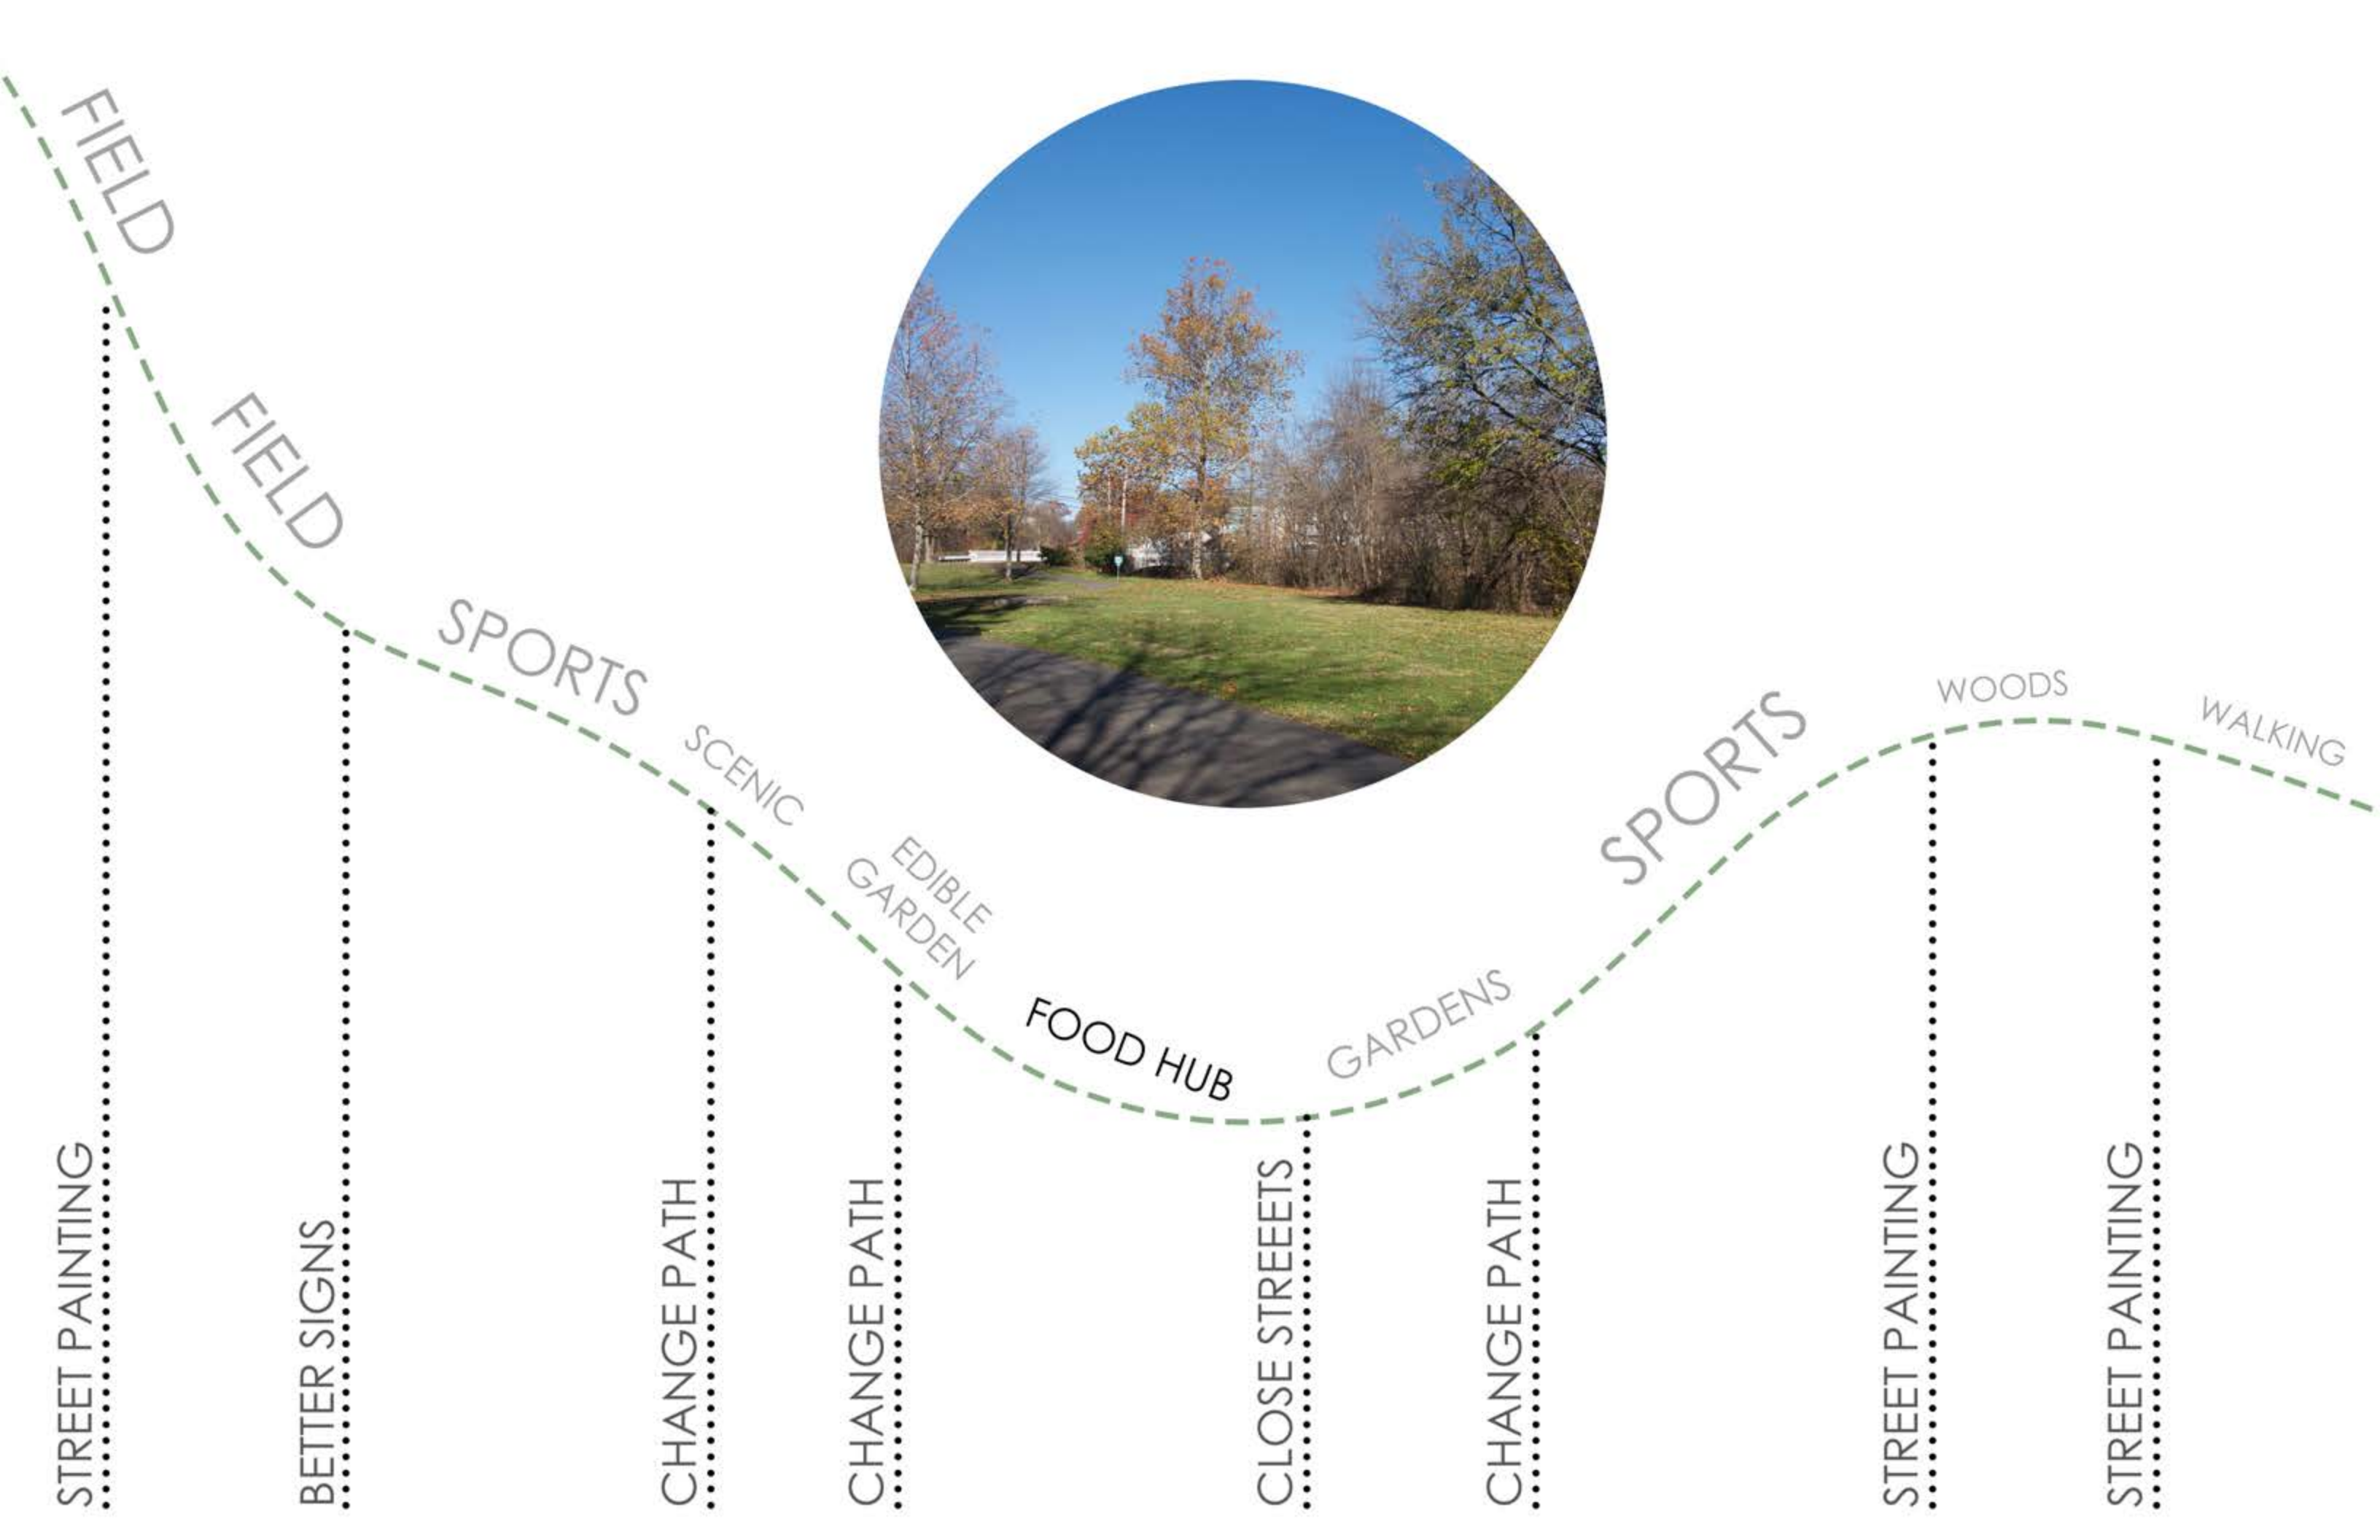 FIELD
FIELD
SPORTS
SCENIC
EDIBLE
GARDEN
FOOD HUB
GARDENS
SPORTS
WOODS
WALKING
STREET PAINTING
BETTER SIGNS
CHANGE PATH
CHANGE PATH
CLOSE STREEETS
CHANGE PATH
STREET PAINTING
STREET PAINTING